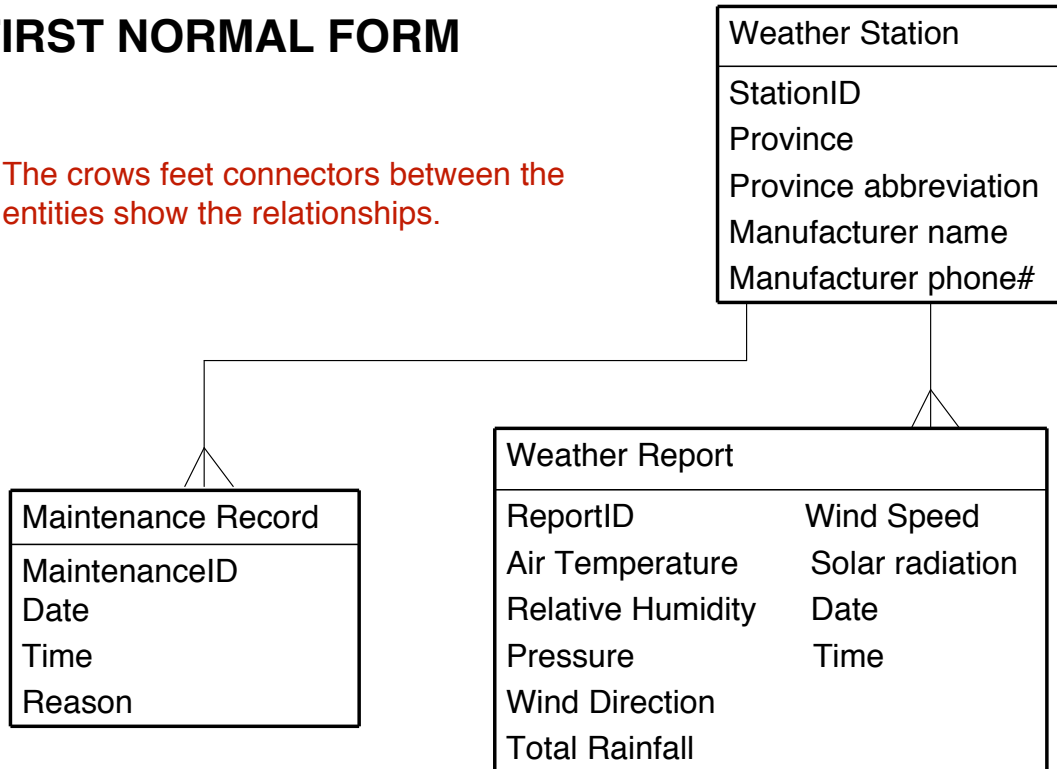 IRST NORMAL FORM
The crows feet connectors between the
entities show the relationships.
Weather Station
StationID
Province
Province abbreviation
Manufacturer name
Manufacturer phone#
Maintenance Record
MaintenanceID
Date
Time
Reason
Weather Report
ReportID Wind Speed
Air Temperature Solar radiation
Relative Humidity Date
Pressure Time
Wind Direction
Total Rainfall